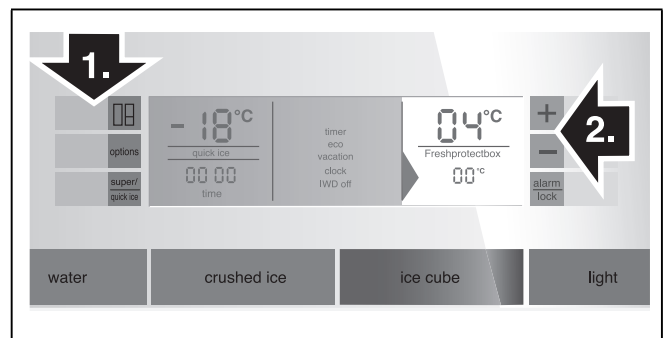 1.
2.
options
super/
quick ice
- 18°C
quick ice
00 00
time
timer
eco
vacation
clock
IWD off
04°C
Freshprotectbox
00°C
+
-
alarm
lock
water
crushed ice
ice cube
light